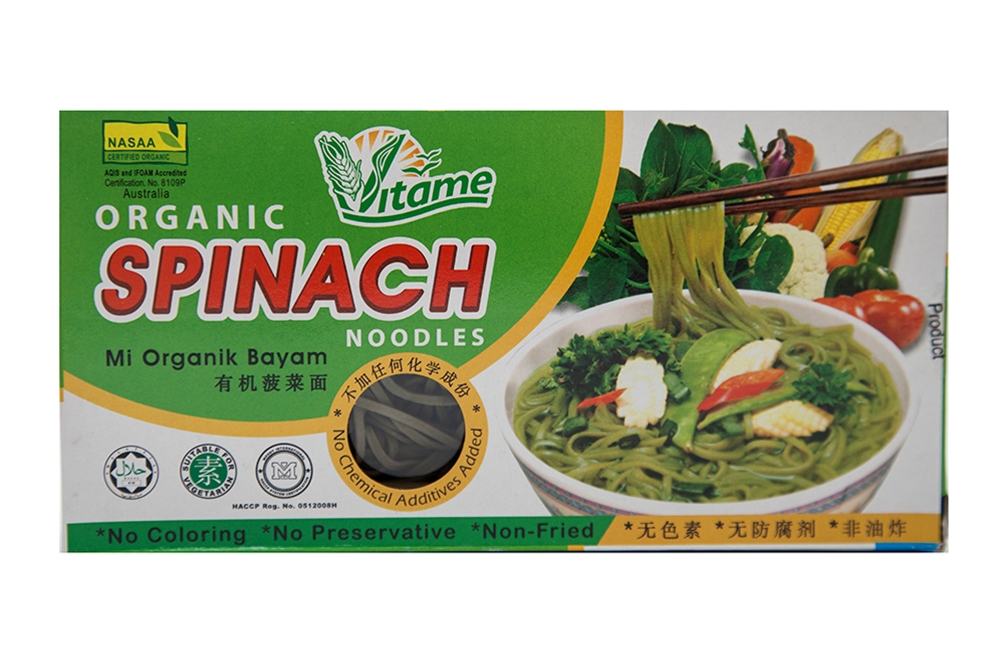 NASAA
CERTIFIED ORGANIC
AQIS and IFOAM Accredited
Certification. No. 8109P
Australia
Vitame
ORGANIC
SPINACH
NOODLES
Mi Organik Bayam
有机菠菜面
* 不加任何化学成份 *
No Chemical Additives Added
حلال
SUITABLE FOR
素
VEGETARIAN
HACCP Rog. No. 0512008H
Product
*No Coloring *No Preservative *Non-Fried *无色素 *无防腐剂 *非油炸